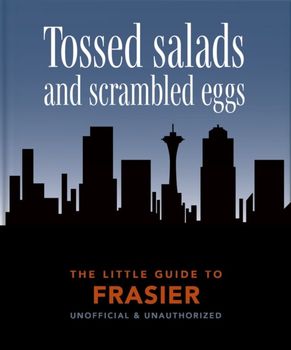 Tossed salads
and scrambled eggs
THE LITTLE GUIDE TO
FRASIER
UNOFFICIAL & UNAUTHORIZED